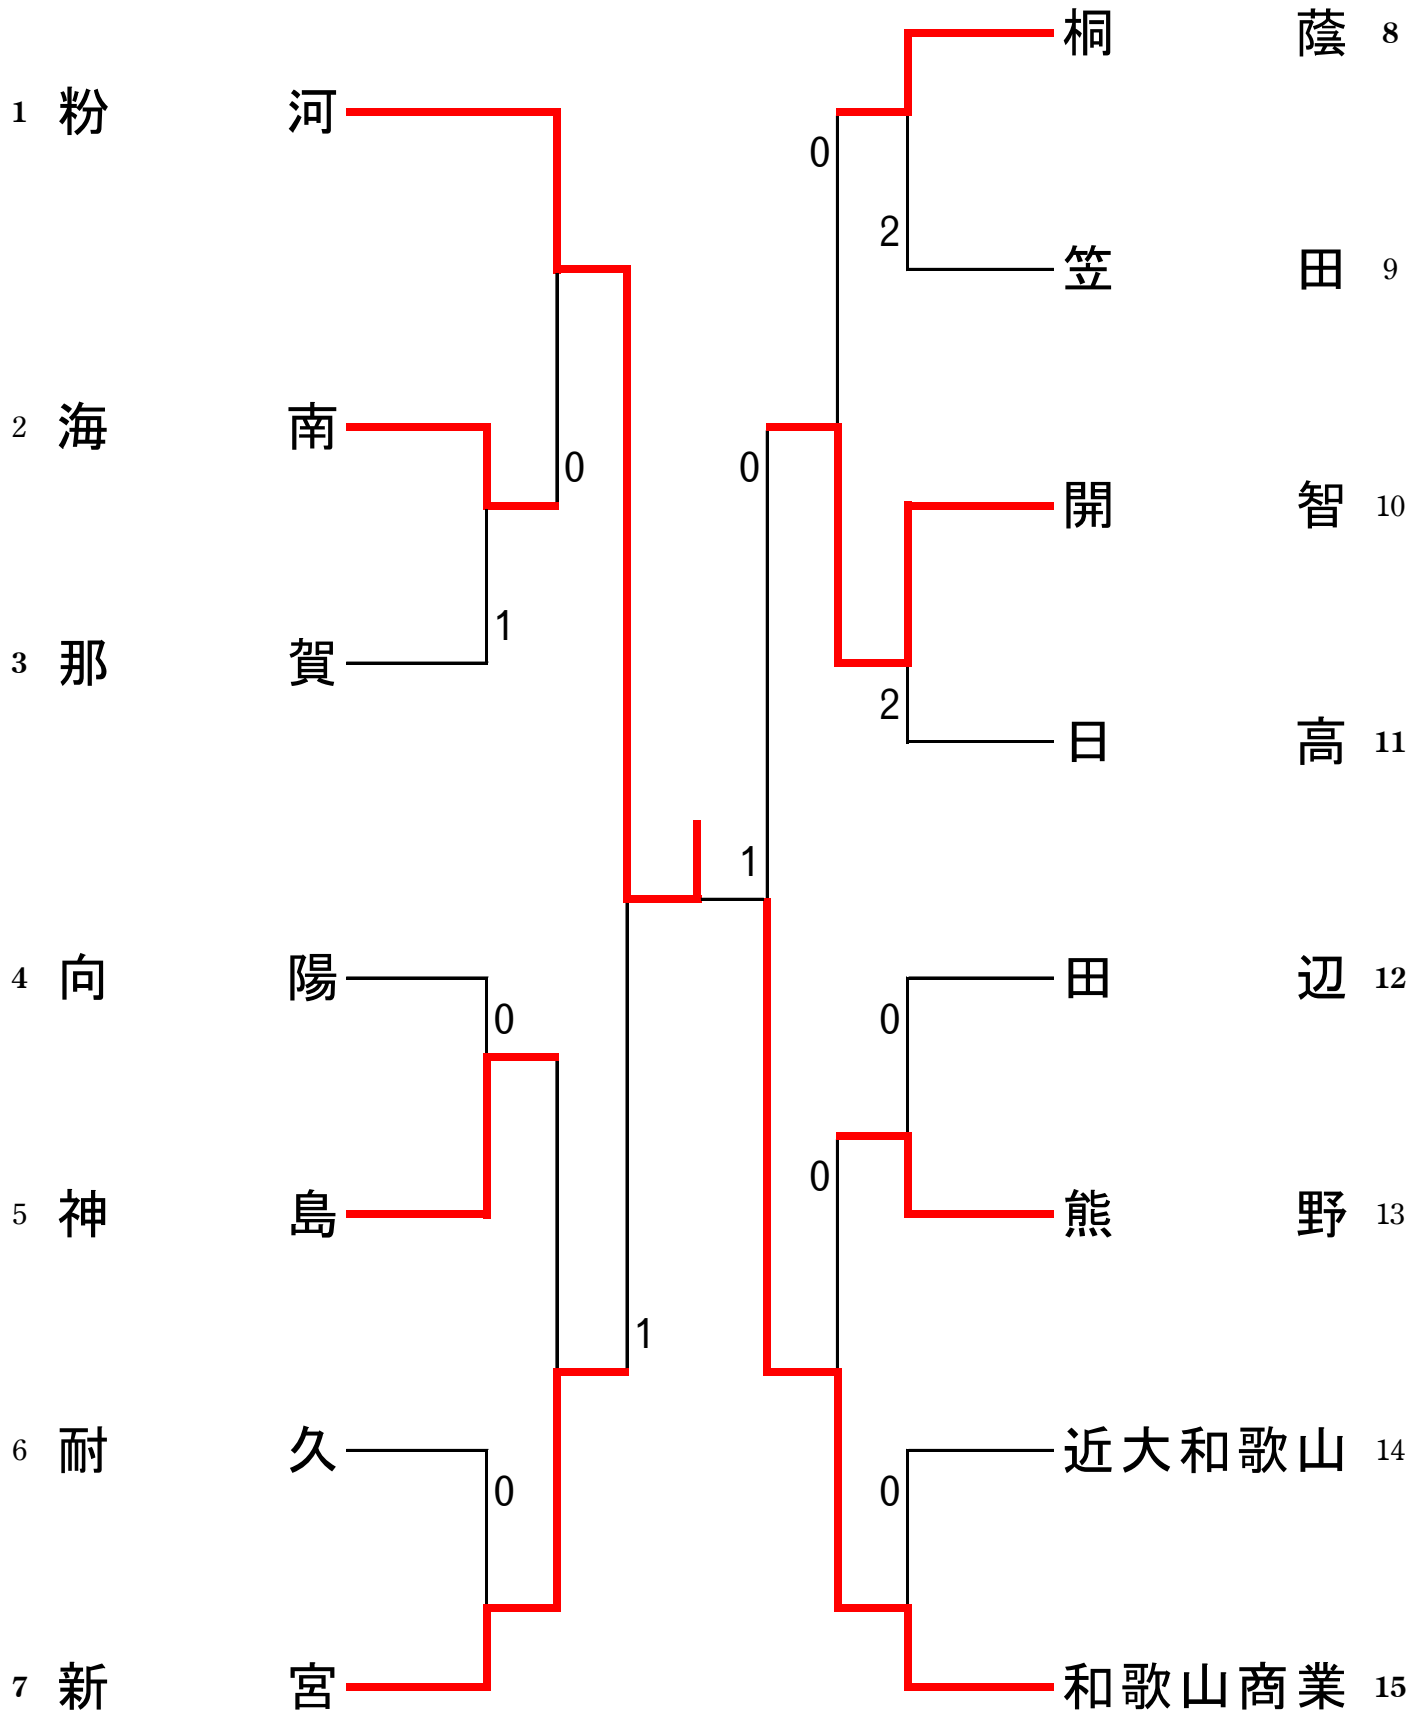 1 粉河
2 海南
3 那賀
4 向陽
5 神島
6 耐久
7 新宮
0
1
0
0
1
1
0
0
2
2
0
0
0
桐蔭 8
笠田 9
開智 10
日高 11
田辺 12
熊野 13
近大和歌山 14
和歌山商業 15